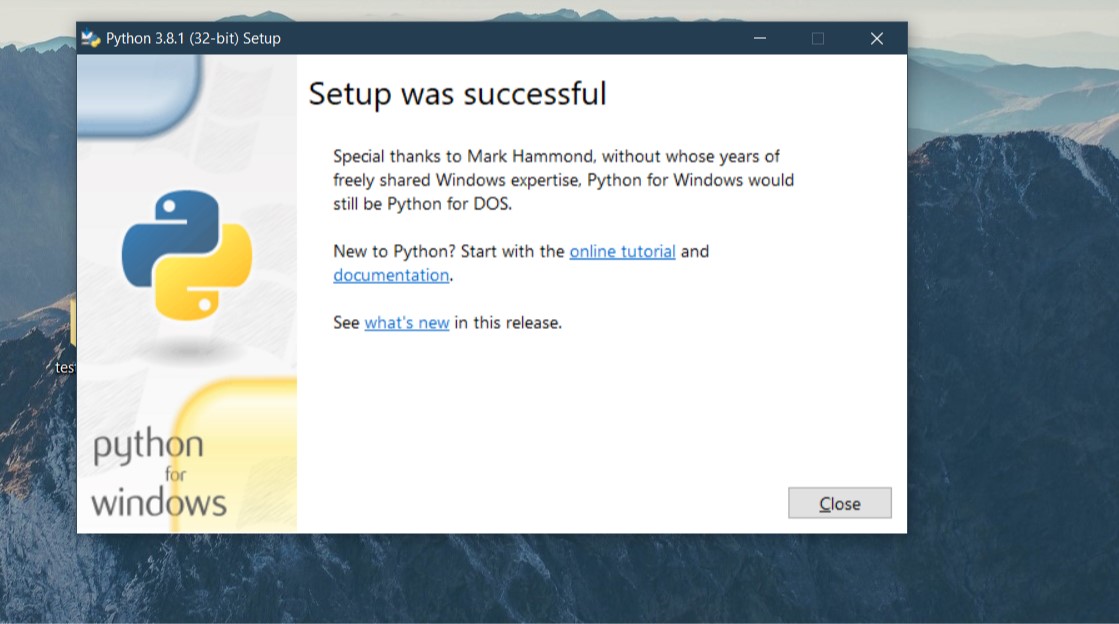 Python 3.8.1 (32-bit) Setup
Setup was successful
Special thanks to Mark Hammond, without whose years of
freely shared Windows expertise, Python for Windows would
still be Python for DOS.
New to Python? Start with the online tutorial and
documentation.
See what's new in this release.
tes
python
for
windows
Close